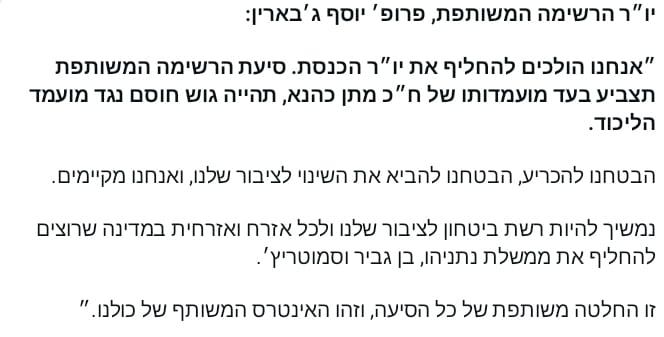 יו״ר הרשימה המשותפת, פרופ׳ יוסף ג׳בארין:
״אנחנו הולכים להחליף את יו״ר הכנסת. סיעת הרשימה המשותפת
תצביע בעד מועמדותו של ח״כ מתן כהנא, תהייה גוש חוסם נגד מועמד
הליכוד.
הבטחנו להכריע, הבטחנו להביא את השינוי לציבור שלנו, ואנחנו מקיימים.
נמשיך להיות רשת ביטחון לציבור שלנו ולכל אזרח ואזרחית במדינה שרוצים
להחליף את ממשלת נתניהו, בן גביר וסמוטריץ׳.
זו החלטה משותפת של כל הסיעה, וזהו האינטרס המשותף של כולנו.״